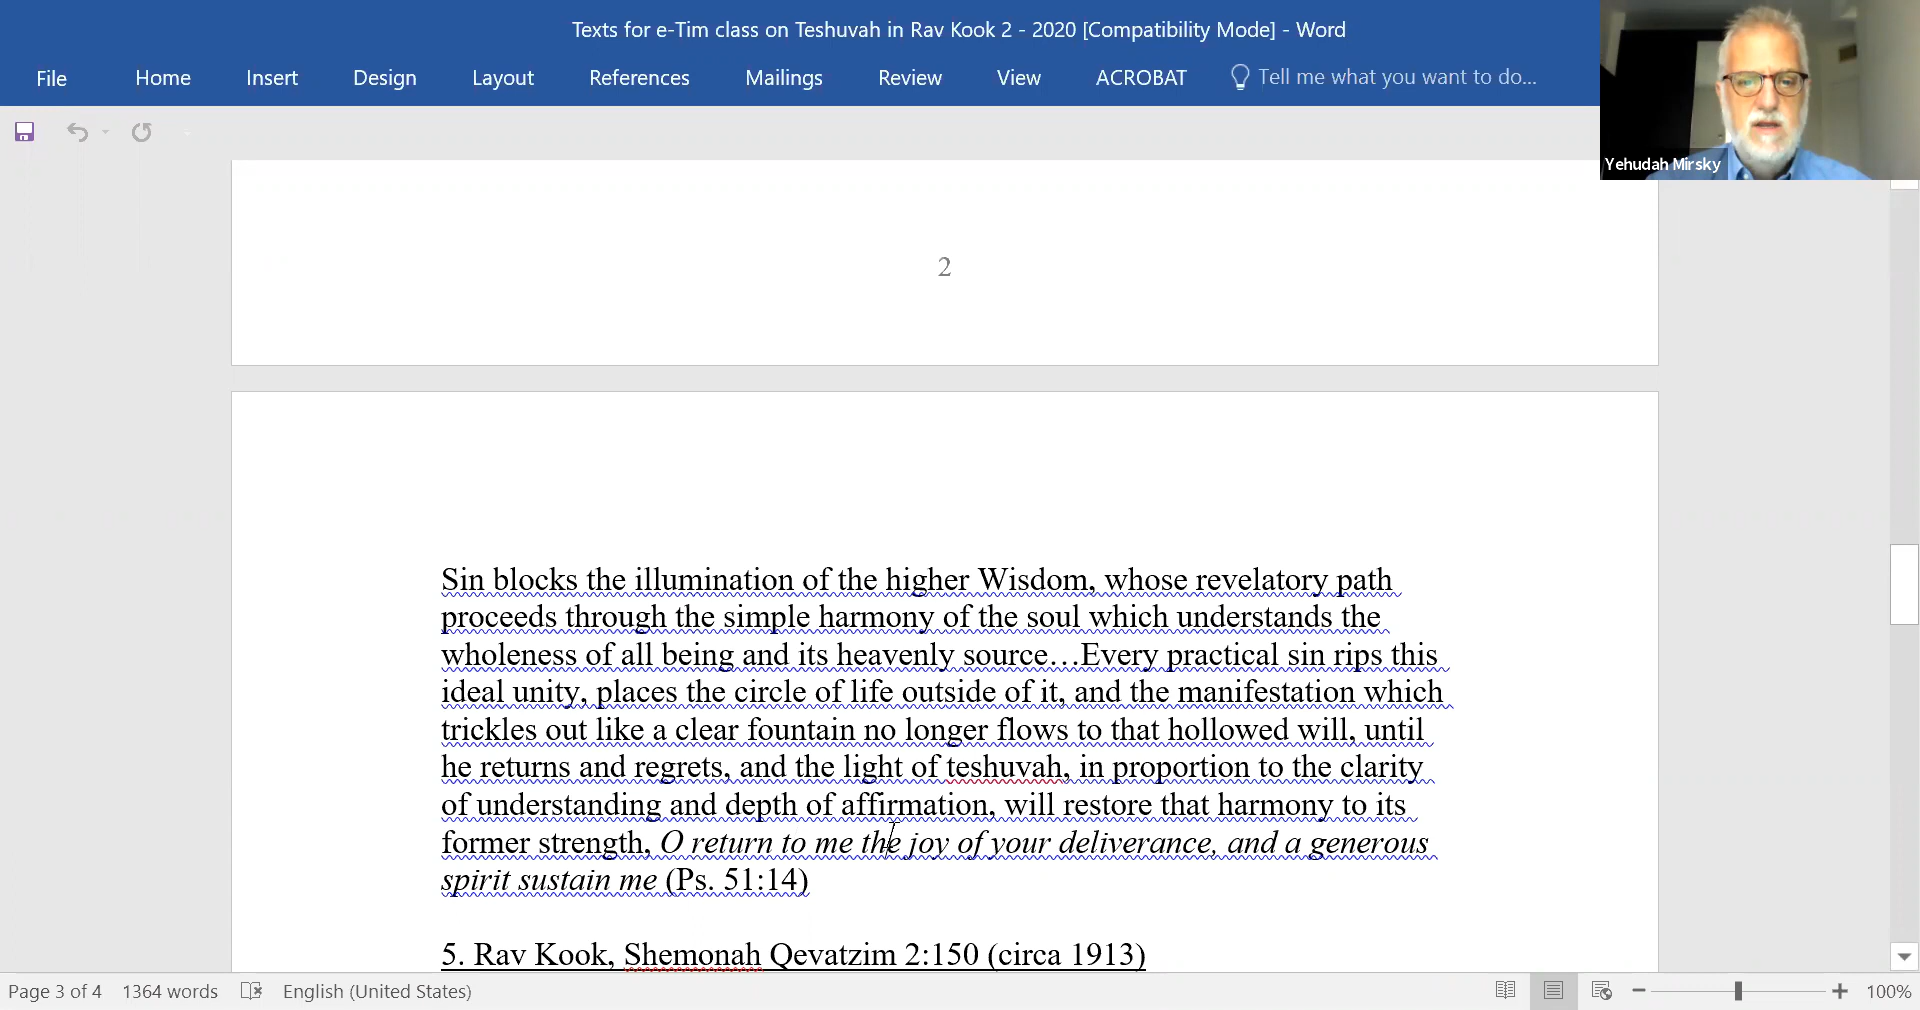 Texts for e-Tim class on Teshuvah in Rav Kook 2 - 2020 [Compatibility Mode] - Word
File Home Insert Design Layout References Mailings Review View ACROBAT Tell me what you want to do...
Yehudah Mirsky
2
Sin blocks the illumination of the higher Wisdom, whose revelatory path
proceeds through the simple harmony of the soul which understands the
wholeness of all being and its heavenly source…Every practical sin rips this
ideal unity, places the circle of life outside of it, and the manifestation which
trickles out like a clear fountain no longer flows to that hollowed will, until
he returns and regrets, and the light of teshuvah, in proportion to the clarity
of understanding and depth of affirmation, will restore that harmony to its
former strength, O return to me the joy of your deliverance, and a generous
spirit sustain me (Ps. 51:14)
5. Rav Kook, Shemonah Qevatzim 2:150 (circa 1913)
Page 3 of 4 1364 words English (United States) 100%